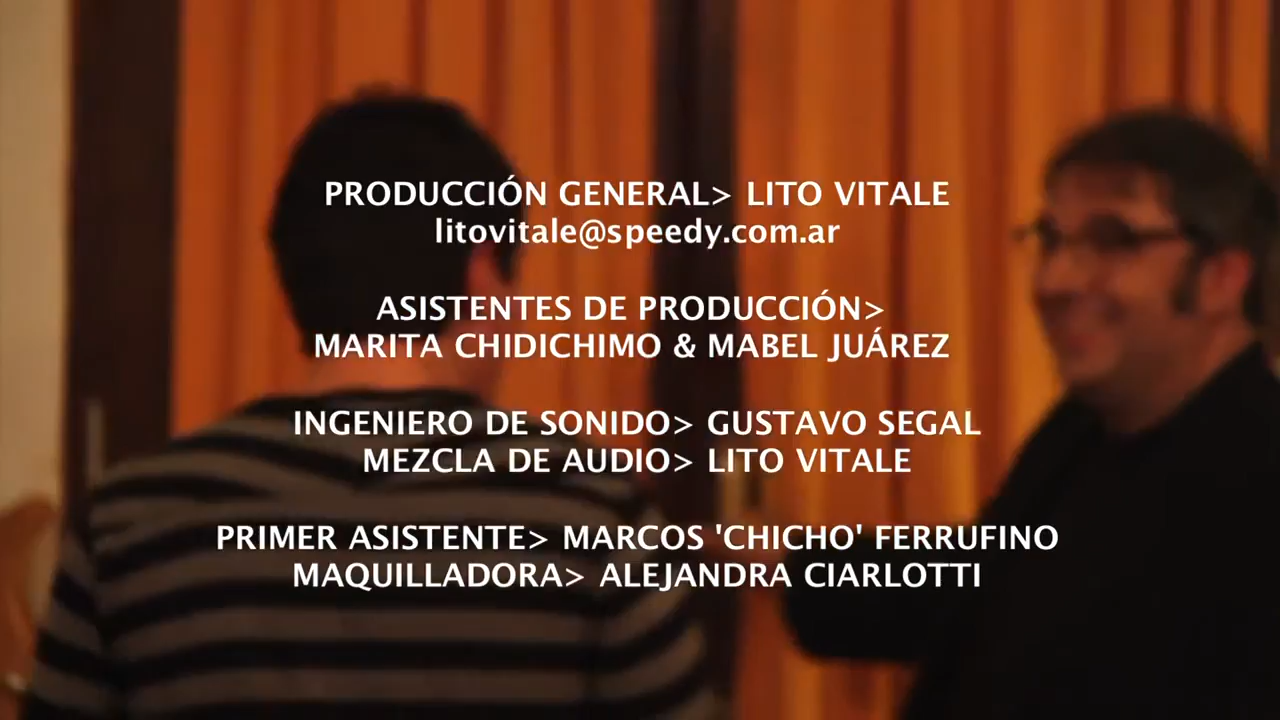 PRODUCCIÓN GENERAL> LITO VITALE
litovitale@speedy.com.ar
ASISTENTES DE PRODUCCIÓN>
MARITA CHIDICHIMO & MABEL JUÁREZ
INGENIERO DE SONIDO> GUSTAVO SEGAL
MEZCLA DE AUDIO> LITO VITALE
PRIMER ASISTENTE> MARCOS 'CHICHO' FERRUFINO
MAQUILLADORA> ALEJANDRA CIARLOTTI